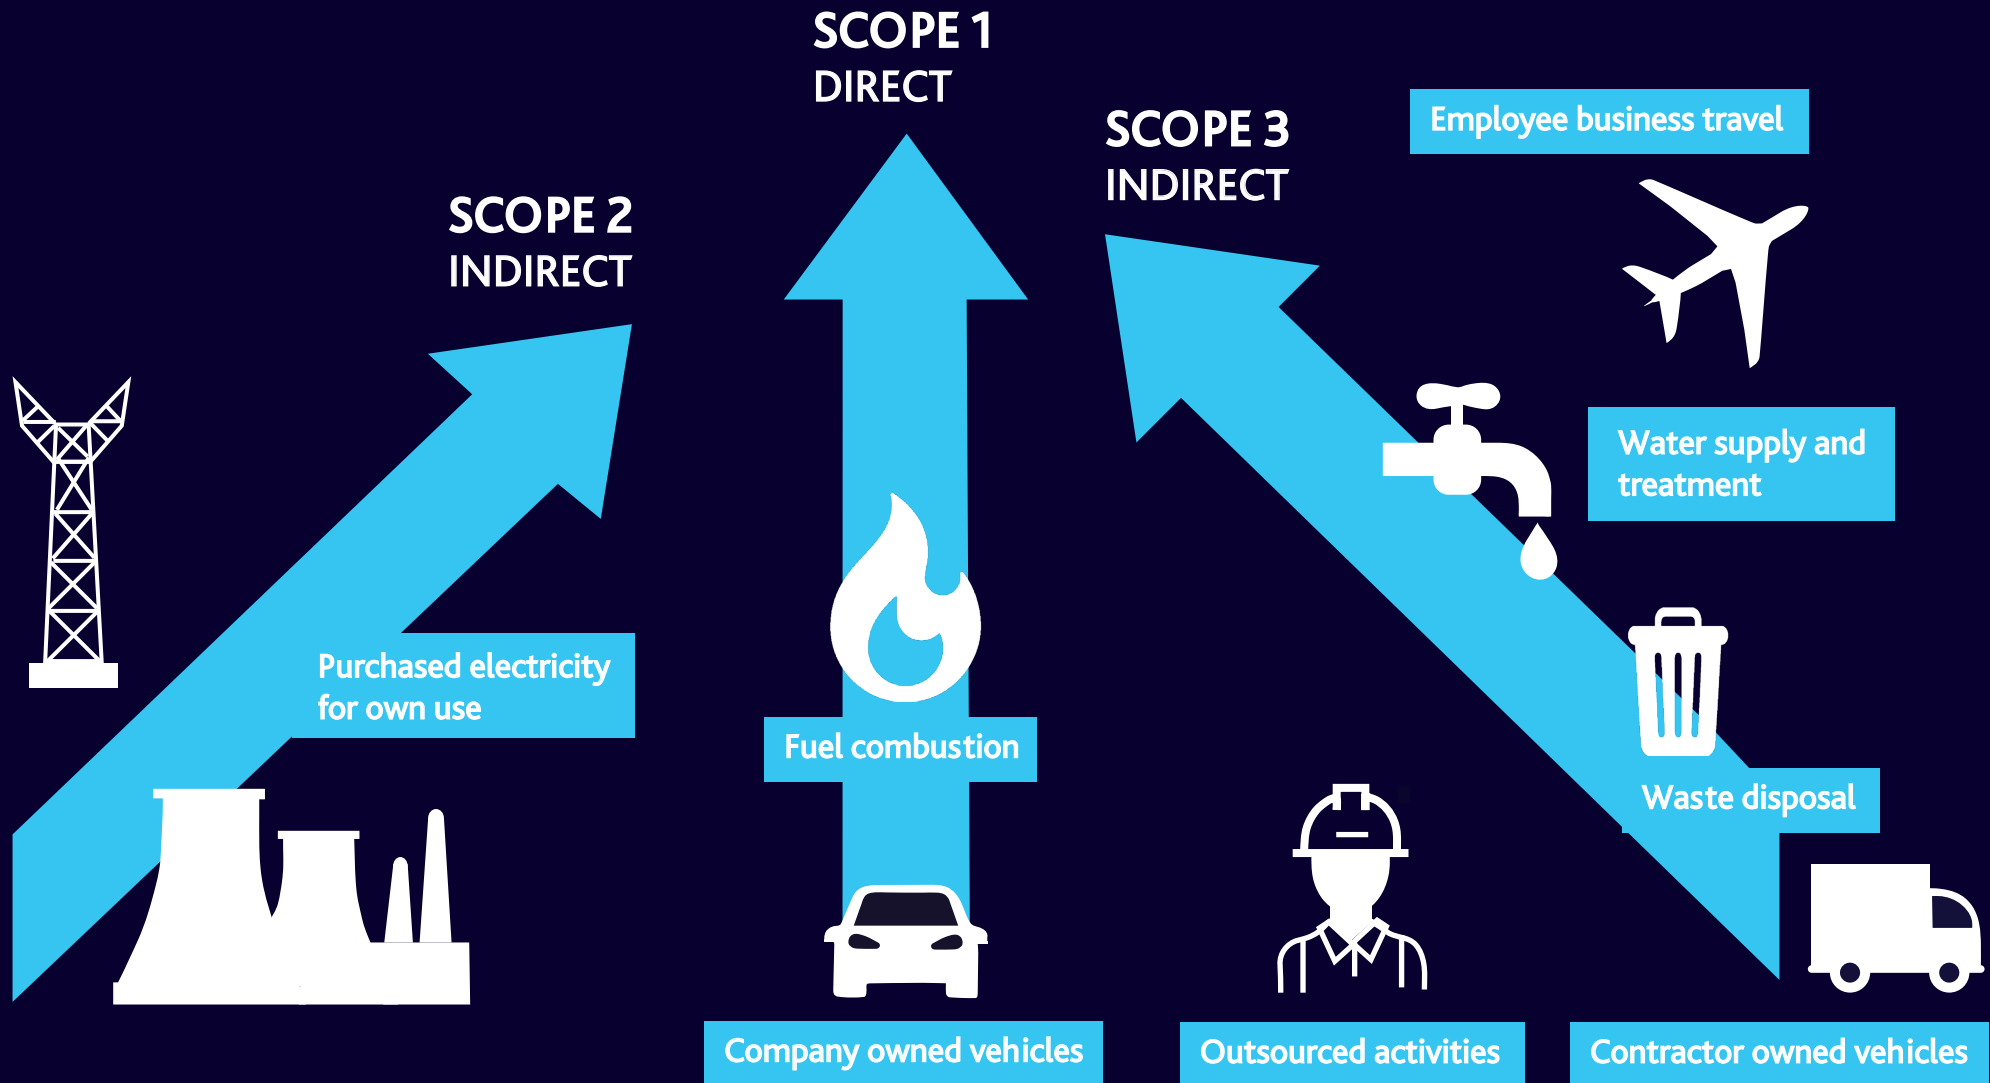 SCOPE 1
DIRECT
SCOPE 2
INDIRECT
SCOPE 3
INDIRECT
Employee business travel
Water supply and
treatment
Purchased electricity
for own use
Fuel combustion
Waste disposal
Company owned vehicles
Outsourced activities
Contractor owned vehicles